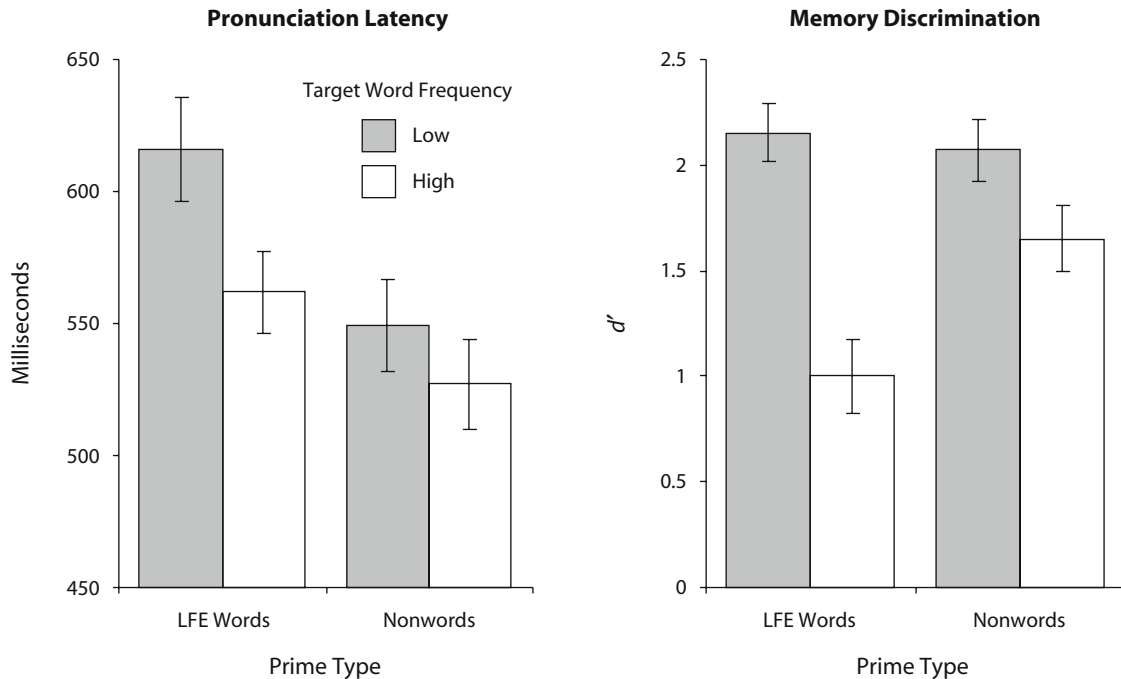 Pronunciation Latency
650
600
550
500
450
Milliseconds
Target Word Frequency
Low
High
LFE Words
Nonwords
Prime Type
Memory Discrimination
2.5
2
1.5
1
0.5
0
d′
LFE Words
Nonwords
Prime Type